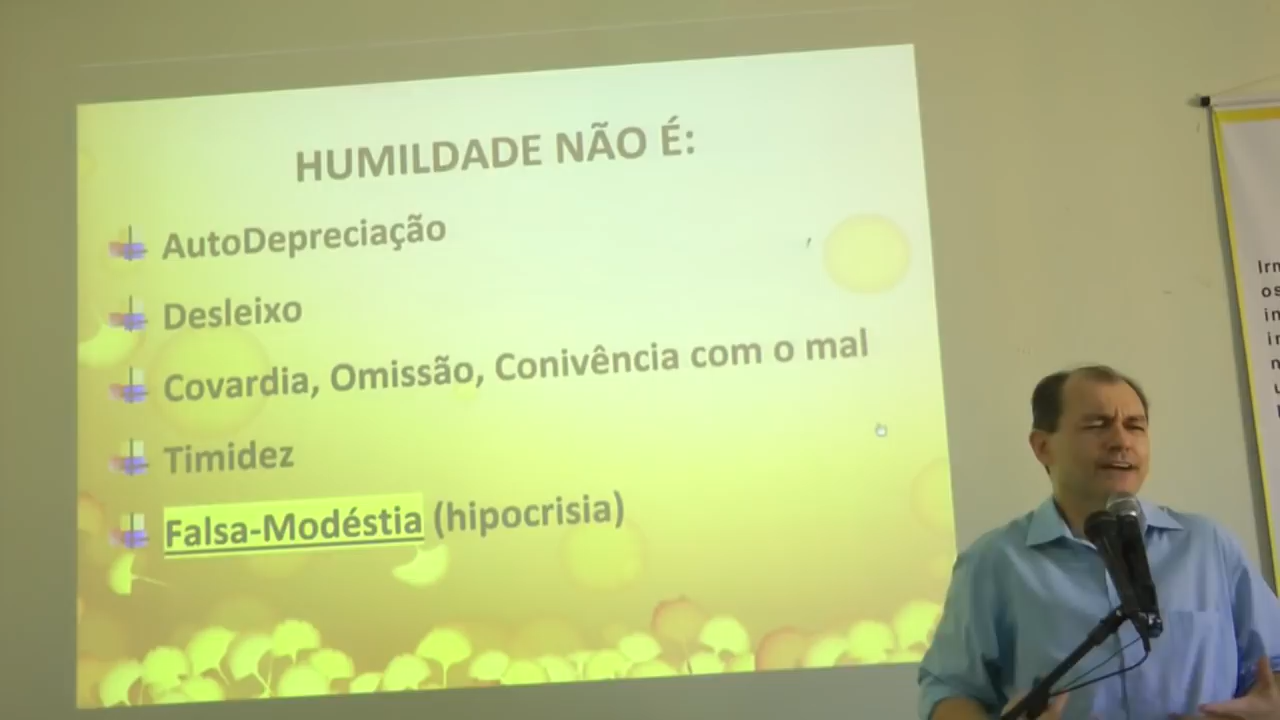 HUMILDADE NÃO É:
AutoDepreciação
Desleixo
Covardia, Omissão, Conivência com o mal
Timidez
Falsa-Modéstia (hipocrisia)